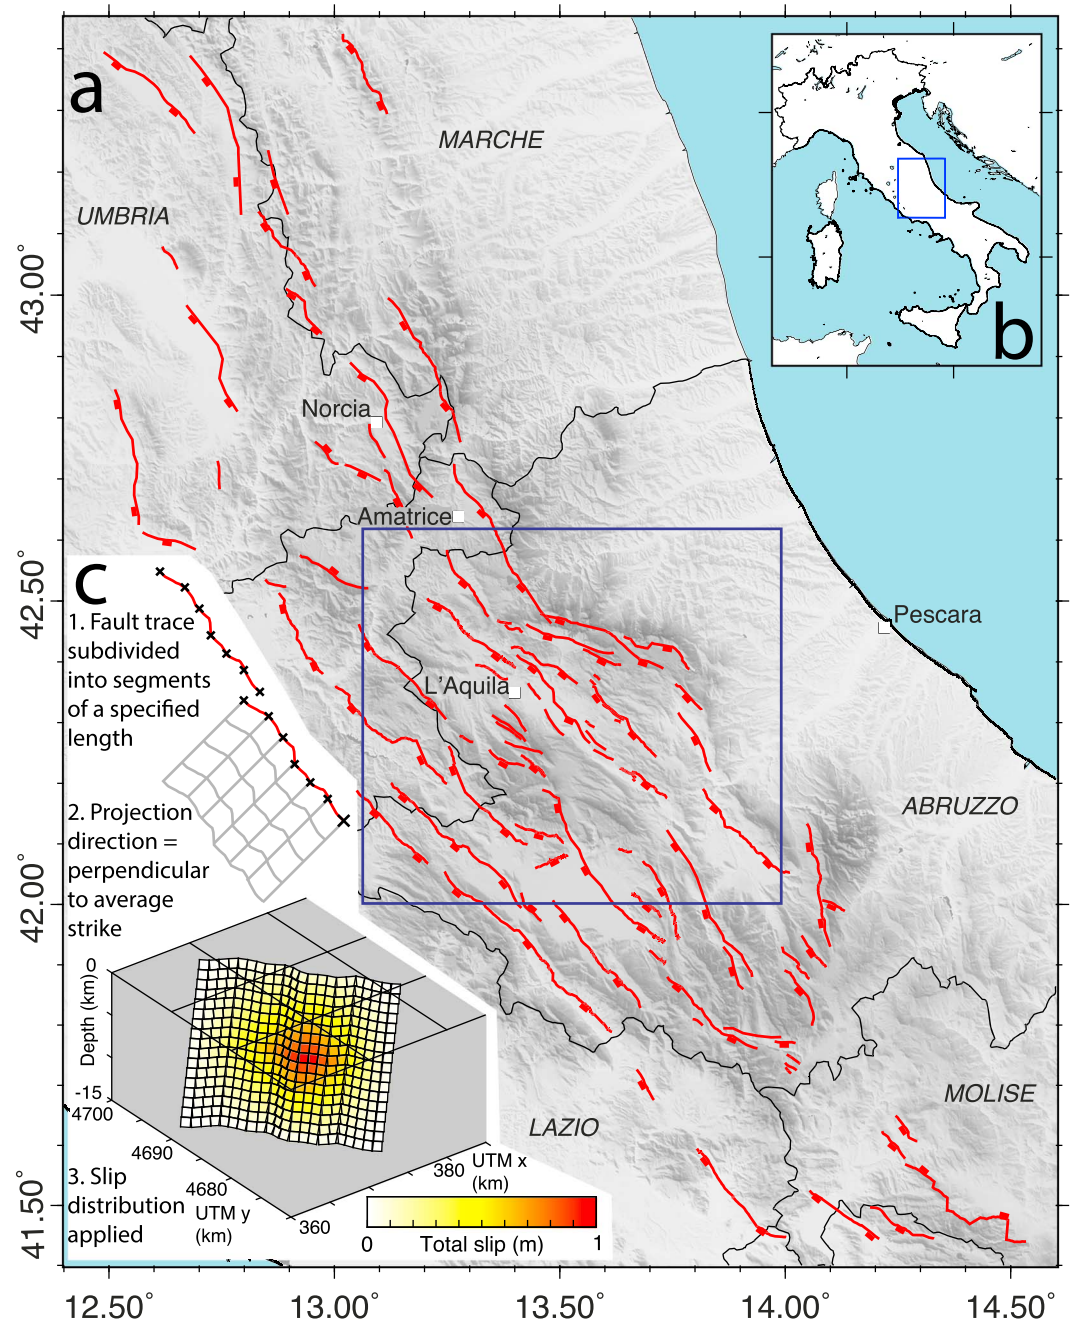 a
MARCHE
UMBRIA
b
Norcia
Amatrice
Pescara
L'Aquila
ABRUZZO
MOLISE
LAZIO
c
1. Fault trace
subdivided
into segments
of a specified
length
2. Projection
direction =
perpendicular
to average
strike
0
Depth (km)
-15
4700
4690
4680
UTM y
(km)
360
380
UTM x
(km)
3. Slip
distribution
applied
0
Total slip (m)
1
43.00°
42.50°
42.00°
41.50°
12.50°
13.00°
13.50°
14.00°
14.50°